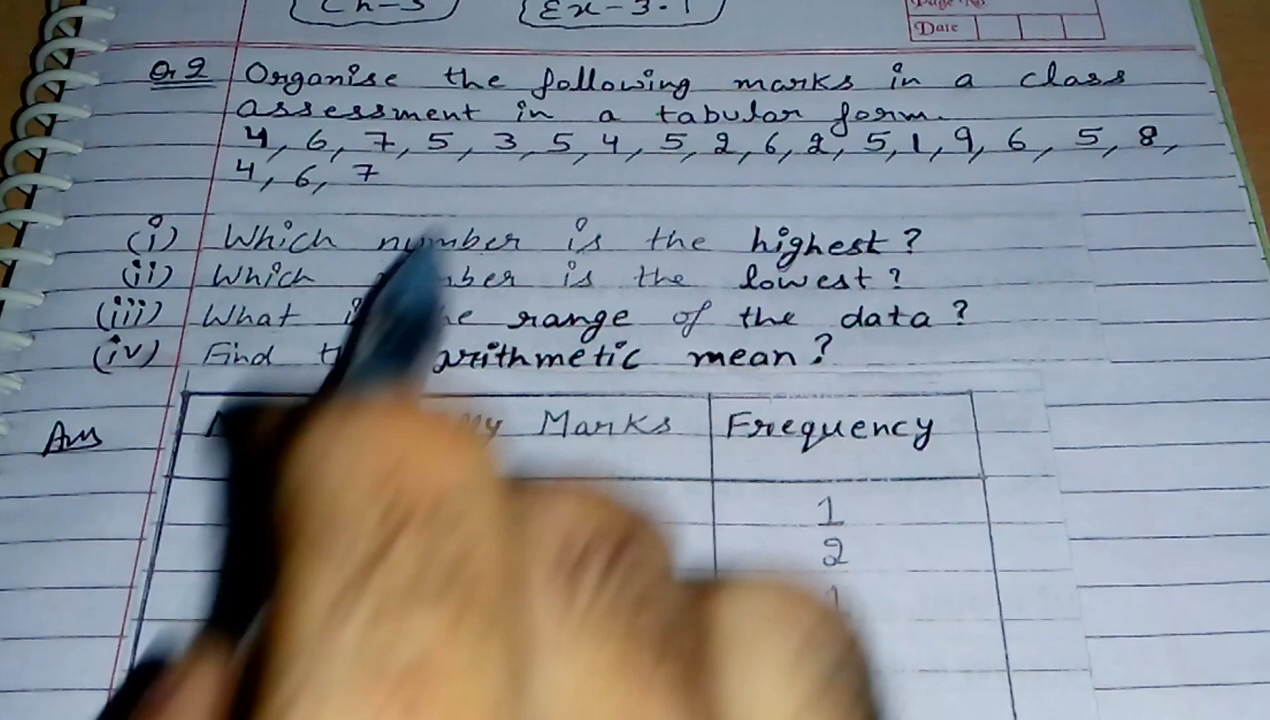 Ch-3 Ex-3.1
Date
Q.2 Organise the following marks in a class
assessment in a tabular form.
4, 6, 7, 5, 3, 5, 4, 5, 2, 6, 2, 5, 1, 9, 6, 5, 8,
4, 6, 7
(i) Which number is the highest?
(ii) Which is the lowest?
(iii) What range of the data?
(iv) Find arithmetic mean?
Ans Marks Frequency
1
2
1